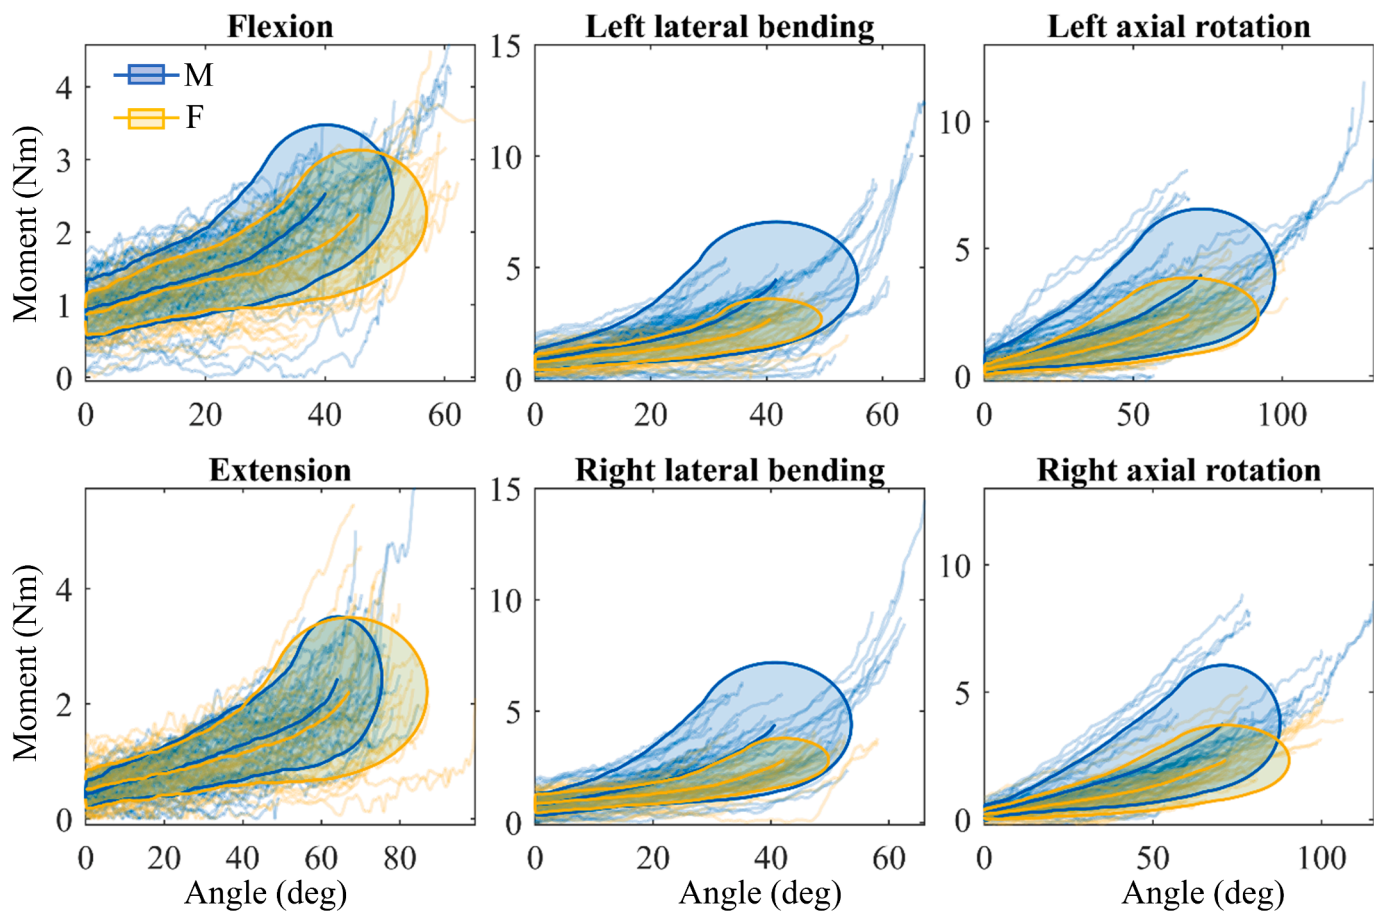 Flexion
Left lateral bending
Left axial rotation
M
F
Moment (Nm)
4
3
2
1
0
0 20 40 60
15
10
5
0
0 20 40 60
10
5
0
0 50 100
Extension
Right lateral bending
Right axial rotation
Moment (Nm)
4
2
0
0 20 40 60 80
Angle (deg)
15
10
5
0
0 20 40 60
Angle (deg)
10
5
0
0 50 100
Angle (deg)